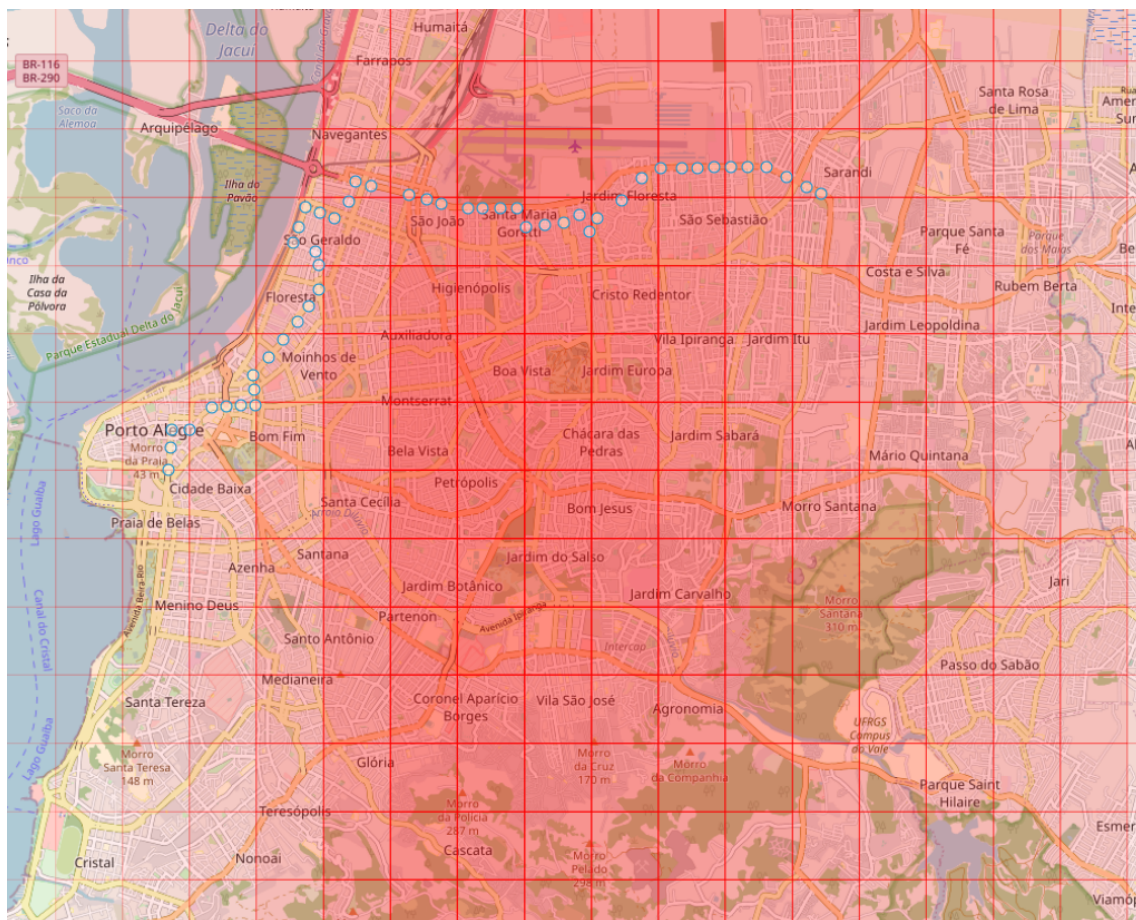 Humaitá
Delta do
Jacuí
Farrapos
BR-116
BR-290
Saco da
Alemoa
Arquipélago
Navegantes
Santa Rosa
de Lima
Ilha do
Pavão
Jardim Floresta
Sarandi
São João
Santa Maria
Goretti
São Sebastião
São Geraldo
Parque Santa
Fé
Parque
dos Maias
Ilha da
Casa da
Pólvora
Costa e Silva
Rubem Berta
Higienópolis
Floresta
Cristo Redentor
Parque Estadual Delta do Jacuí
Auxiliadora
Vila Ipiranga
Jardim Itu
Jardim Leopoldina
Moinhos de
Vento
Boa Vista
Jardim Europa
Montserrat
Porto Alegre
Bom Fim
Chácara das
Pedras
Jardim Sabará
Morro
da Praia
43 m
Bela Vista
Mário Quintana
Petrópolis
Cidade Baixa
Santa Cecília
Bom Jesus
Morro Santana
Lago Guaíba
Praia de Belas
Arroio Dilúvio
Santana
Jardim do Salso
Azenha
Jardim Botânico
Jardim Carvalho
Jari
Avenida Beira-Rio
Menino Deus
Partenon
Avenida Ipiranga
Morro
Santana
310 m
Canal do Cristal
Santo Antônio
Intercap
Passo do Sabão
Medianeira
Santa Tereza
Coronel Aparício
Borges
Vila São José
Agronomia
UFRGS
Campus
do Vale
Lago Guaíba
Morro
Santa Teresa
148 m
Glória
Morro
da Cruz
170 m
Morro
da Companhia
Parque Saint
Hilaire
Teresópolis
Morro
da Polícia
287 m
Cristal
Nonoai
Cascata
Morro
Pelado
298 m